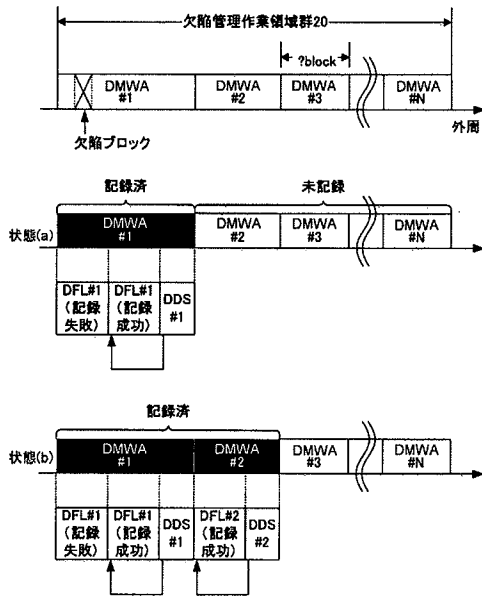 欠陥管理作業領域群20
?block
DMWA #1
DMWA #2
DMWA #3
DMWA #N
外周
欠陥ブロック
記録済
未記録
状態(a)
DMWA #1
DMWA #2
DMWA #3
DMWA #N
DFL#1 (記録失敗)
DFL#1 (記録成功)
DDS #1
記録済
状態(b)
DMWA #1
DMWA #2
DMWA #3
DMWA #N
DFL#1 (記録失敗)
DFL#1 (記録成功)
DDS #1
DFL#2 (記録成功)
DDS #2